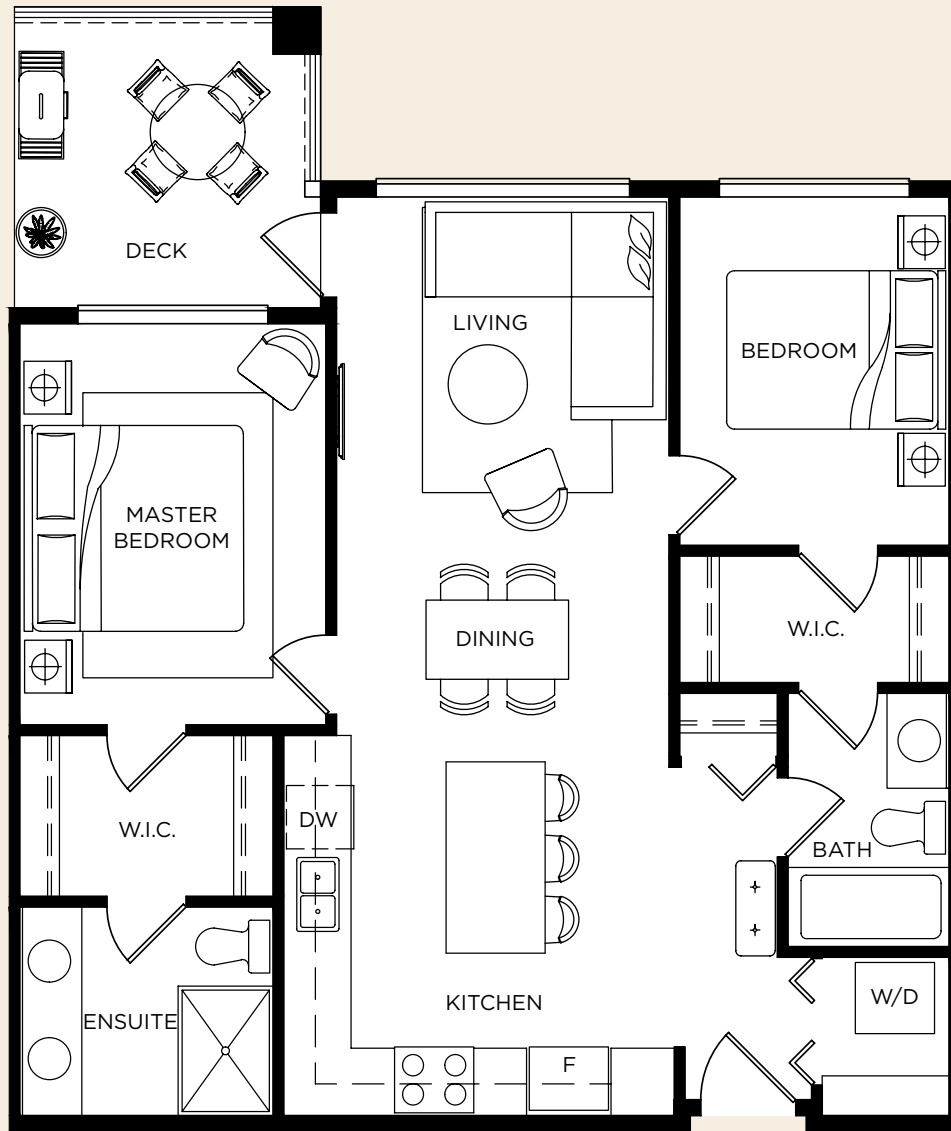 DECK
LIVING
BEDROOM
MASTER
BEDROOM
DINING
W.I.C.
DW
W.I.C.
BATH
ENSUITE
KITCHEN
W/D
F